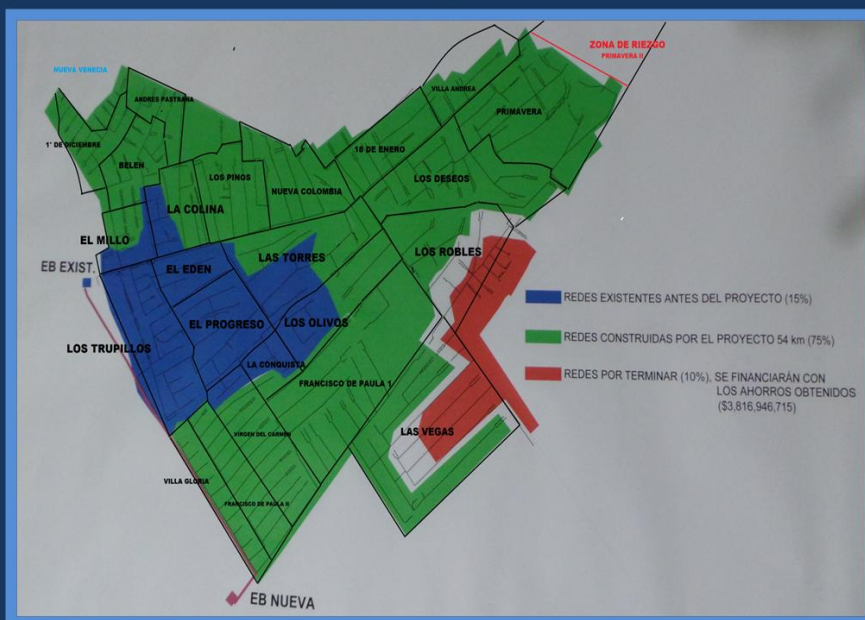 ZONA DE RIEZGO
PRIMAVERA II
NUEVA VENECIA
VILLA ANDREA
ANDRES PASTRANA
PRIMAVERA
1° DE DICIEMBRE
18 DE ENERO
BELEN
LOS PINOS
LOS DESEOS
NUEVA COLOMBIA
LA COLINA
EL MILLO
LAS TORRES
LOS ROBLES
EB EXIST.
EL EDEN
REDES EXISTENTES ANTES DEL PROYECTO (15%)
EL PROGRESO
LOS OLIVOS
REDES CONSTRUIDAS POR EL PROYECTO 54 km (75%)
LOS TRUPILLOS
LA CONQUISTA
REDES POR TERMINAR (10%), SE FINANCIARÁN CON
LOS AHORROS OBTENIDOS
($3,816,946,715)
FRANCISCO DE PAULA 1
VIRGEN DEL CARMEN
LAS VEGAS
VILLA GLORIA
FRANCISCO DE PAULA II
EB NUEVA